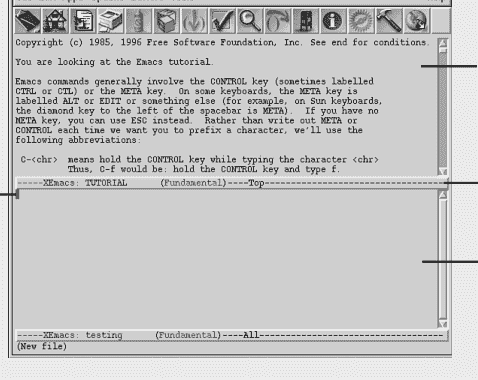 Copyright (c) 1985, 1996 Free Software Foundation, Inc. See end for conditions.
You are looking at the Emacs tutorial.
Emacs commands generally involve the CONTROL key (sometimes labelled
CTRL or CTL) or the META key.  On some keyboards, the META key is
labelled ALT or EDIT or something else (for example, on Sun keyboards,
the diamond key to the left of the spacebar is META).  If you have no
META key, you can use ESC instead.  Rather than write out META or
CONTROL each time we want you to prefix a character, we'll use the
following abbreviations:
C-<chr>  means hold the CONTROL key while typing the character <chr>
Thus, C-f would be: hold the CONTROL key and type f.
-----XEmacs: TUTORIAL      (Fundamental)----Top----------------------------------
-----XEmacs: testing      (Fundamental)----All----------------------------------
(New file)